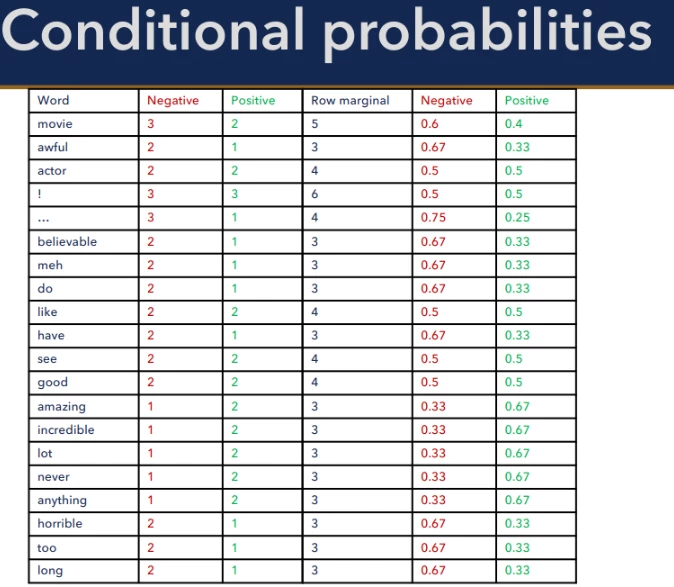 Conditional probabilities
Word Negative Positive Row marginal Negative Positive
movie 3 2 5 0.6 0.4
awful 2 1 3 0.67 0.33
actor 2 2 4 0.5 0.5
! 3 3 6 0.5 0.5
... 3 1 4 0.75 0.25
believable 2 1 3 0.67 0.33
meh 2 1 3 0.67 0.33
do 2 1 3 0.67 0.33
like 2 2 4 0.5 0.5
have 2 1 3 0.67 0.33
see 2 2 4 0.5 0.5
good 2 2 4 0.5 0.5
amazing 1 2 3 0.33 0.67
incredible 1 2 3 0.33 0.67
lot 1 2 3 0.33 0.67
never 1 2 3 0.33 0.67
anything 1 2 3 0.33 0.67
horrible 2 1 3 0.67 0.33
too 2 1 3 0.67 0.33
long 2 1 3 0.67 0.33